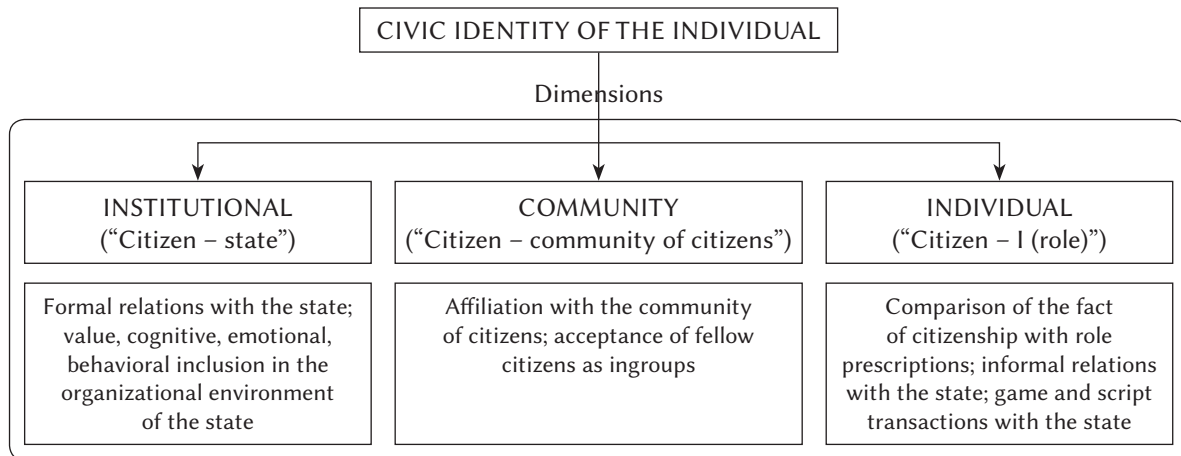 CIVIC IDENTITY OF THE INDIVIDUAL
Dimensions
INSTITUTIONAL
(“Citizen – state”)
COMMUNITY
(“Citizen – community of citizens”)
INDIVIDUAL
(“Citizen – I (role)”)
Formal relations with the state;
value, cognitive, emotional,
behavioral inclusion in the
organizational environment
of the state
Affiliation with the community
of citizens; acceptance of fellow
citizens as ingroups
Comparison of the fact
of citizenship with role
prescriptions; informal relations
with the state; game and script
transactions with the state